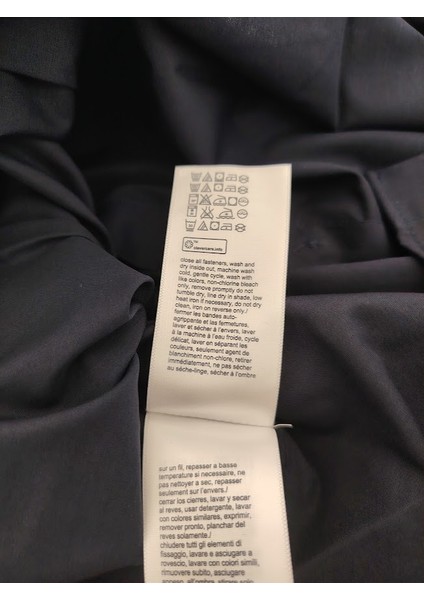 clevercare.info
close all fasteners, wash and
dry inside out, machine wash
cold, gentle cycle, wash with
like colors, non-chlorine bleach
only, remove promptly do not
tumble dry, line dry in shade, low
heat iron if necessary, do not dry
clean, iron on reverse only./
fermer les bandes auto-
agrippante et les fermetures,
laver et sécher à l'envers, laver
à la machine à l'eau froide, cycle
délicat, laver en séparant les
couleurs, seulement agent de
blanchiment non-chlore, retirer
immédiatement, ne pas sécher
au sèche-linge, sécher à l'ombre
sur un fil, repasser a basse
temperature si necessaire, ne
pas nettoyer a sec, repasser
seulement sur l'envers./
cerrar los cierres, lavar y secar
al reves, usar detergente, lavar
con colores similares, exprimir,
remover pronto, planchar del
reves solamente./
chiudere tutti gli elementi di
fissaggio, lavare e asciugare a
rovescio, lavare con colori simili,
rimuovere subito, asciugare